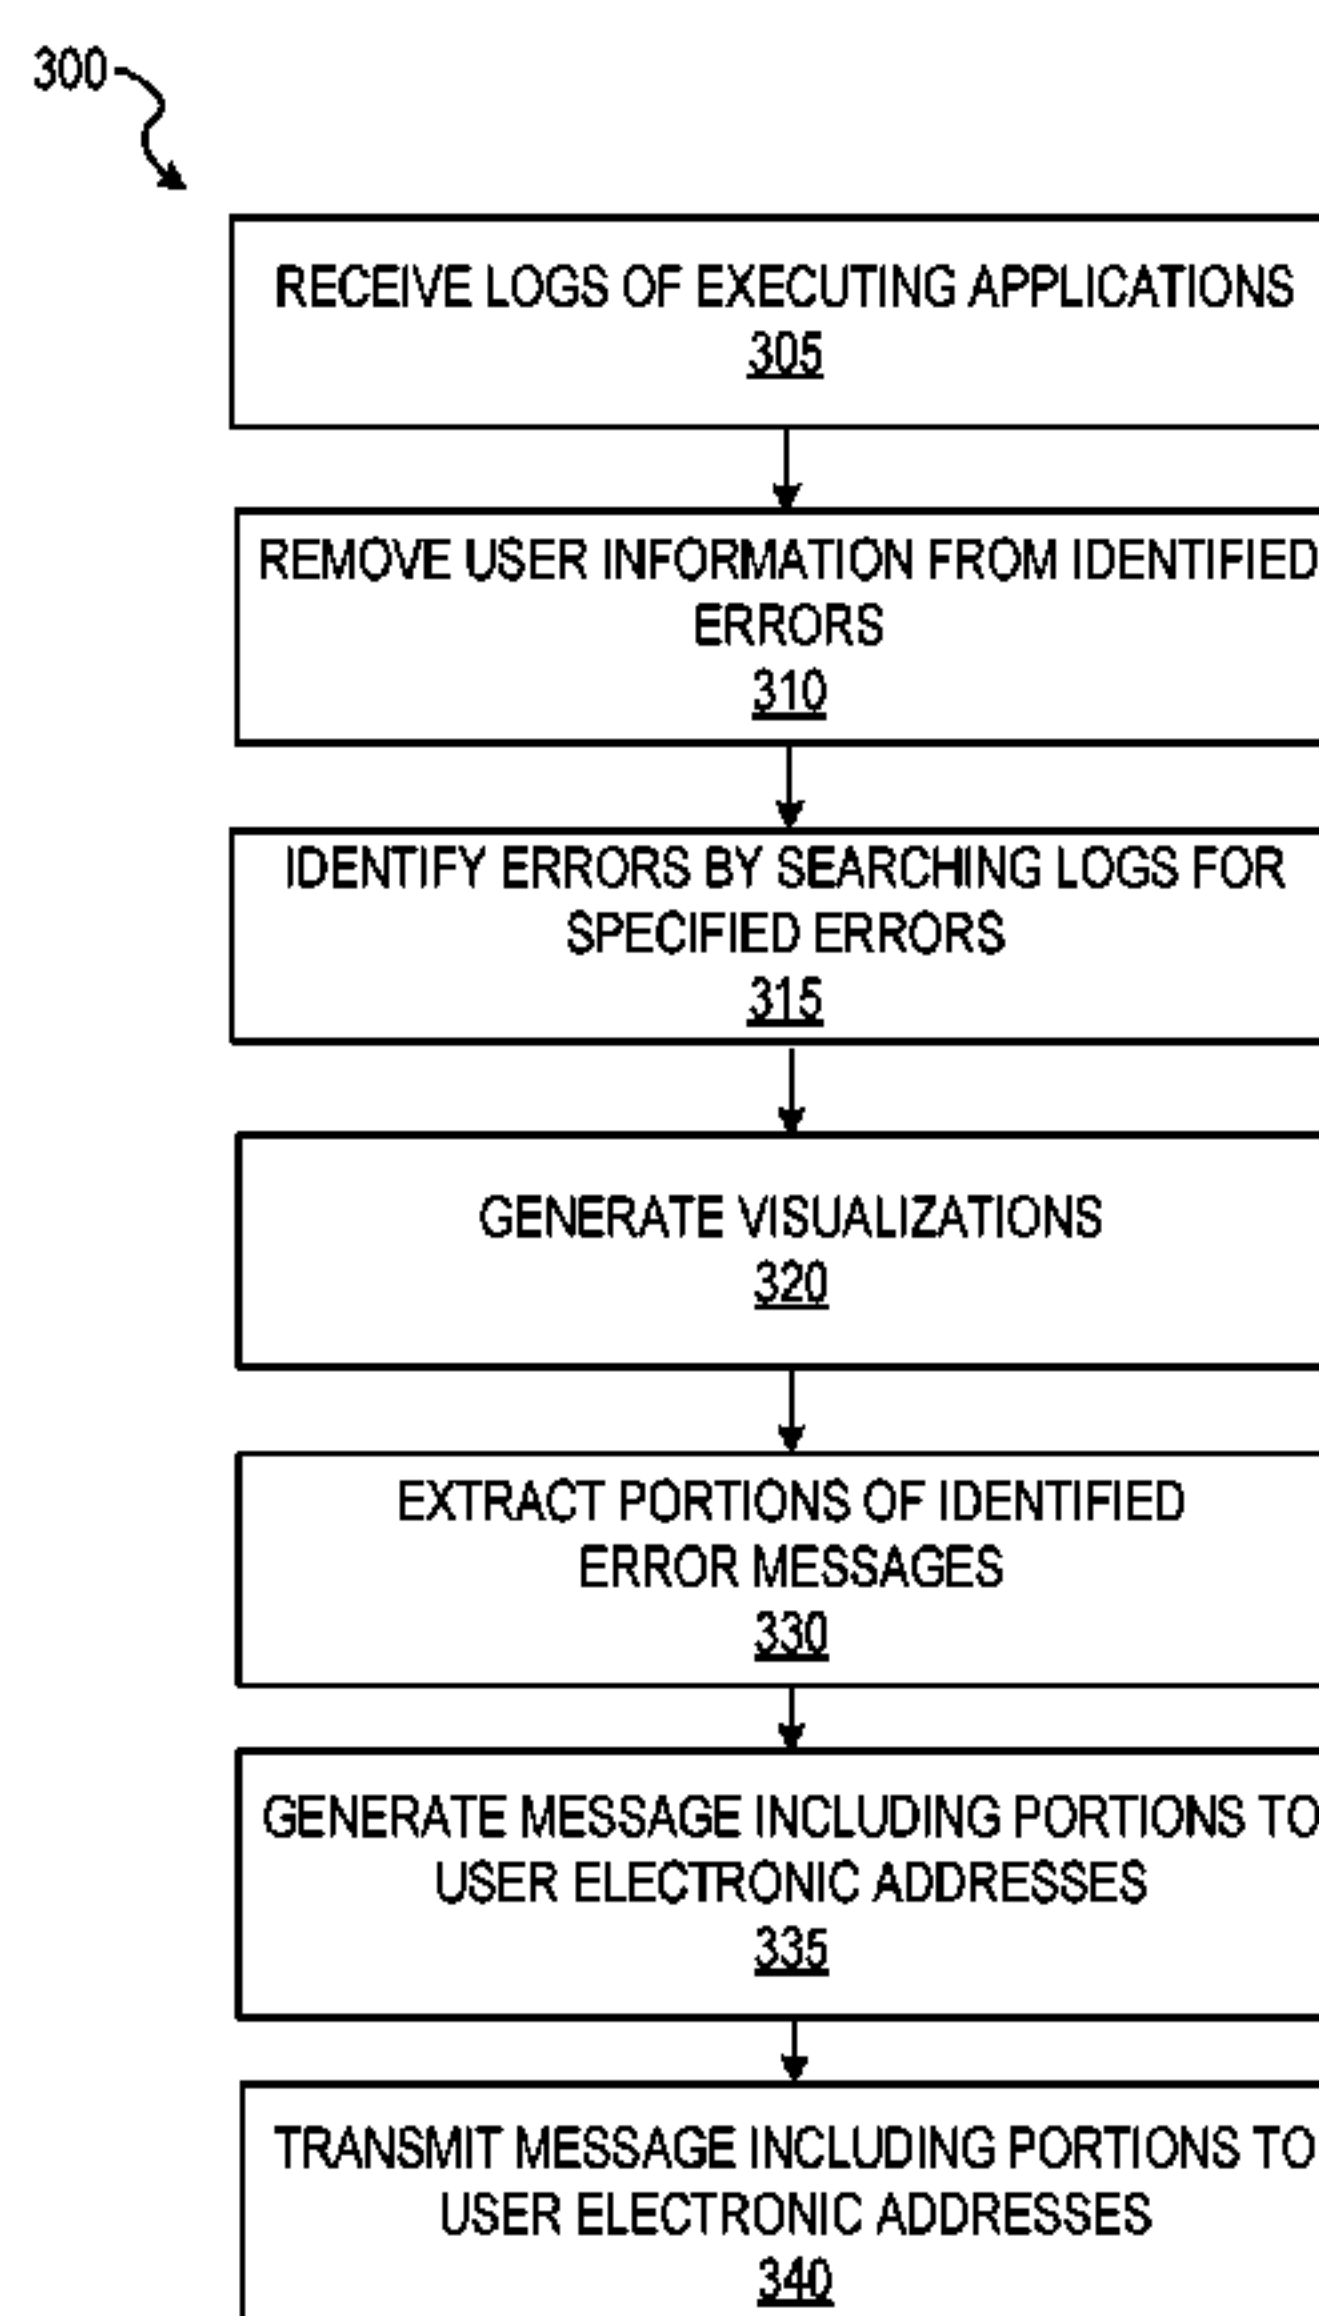 300
RECEIVE LOGS OF EXECUTING APPLICATIONS
305
REMOVE USER INFORMATION FROM IDENTIFIED
ERRORS
310
IDENTIFY ERRORS BY SEARCHING LOGS FOR
SPECIFIED ERRORS
315
GENERATE VISUALIZATIONS
320
EXTRACT PORTIONS OF IDENTIFIED
ERROR MESSAGES
330
GENERATE MESSAGE INCLUDING PORTIONS TO
USER ELECTRONIC ADDRESSES
335
TRANSMIT MESSAGE INCLUDING PORTIONS TO
USER ELECTRONIC ADDRESSES
340